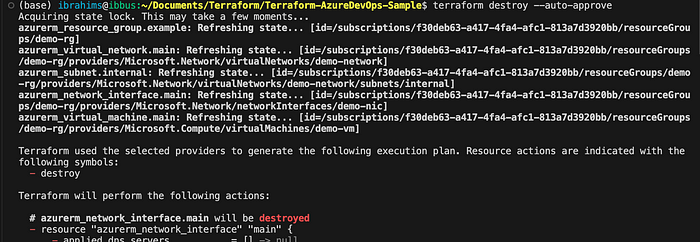 (base) ibrahims@ibbus:~/Documents/Terraform/Terraform-AzureDevOps-Sample$ terraform destroy --auto-approve
Acquiring state lock. This may take a few moments...
azurerm_resource_group.example: Refreshing state... [id=/subscriptions/f30deb63-a417-4fa4-afc1-813a7d3920bb/resourceGrou
ps/demo-rg]
azurerm_virtual_network.main: Refreshing state... [id=/subscriptions/f30deb63-a417-4fa4-afc1-813a7d3920bb/resourceGroups
/demo-rg/providers/Microsoft.Network/virtualNetworks/demo-network]
azurerm_subnet.internal: Refreshing state... [id=/subscriptions/f30deb63-a417-4fa4-afc1-813a7d3920bb/resourceGroups/demo
-rg/providers/Microsoft.Network/virtualNetworks/demo-network/subnets/internal]
azurerm_network_interface.main: Refreshing state... [id=/subscriptions/f30deb63-a417-4fa4-afc1-813a7d3920bb/resourceGrou
ps/demo-rg/providers/Microsoft.Network/networkInterfaces/demo-nic]
azurerm_virtual_machine.main: Refreshing state... [id=/subscriptions/f30deb63-a417-4fa4-afc1-813a7d3920bb/resourceGroups
/demo-rg/providers/Microsoft.Compute/virtualMachines/demo-vm]
Terraform used the selected providers to generate the following execution plan. Resource actions are indicated with the
following symbols:
- destroy
Terraform will perform the following actions:
# azurerm_network_interface.main will be destroyed
- resource "azurerm_network_interface" "main" {
- applied_dns_servers = [] -> null